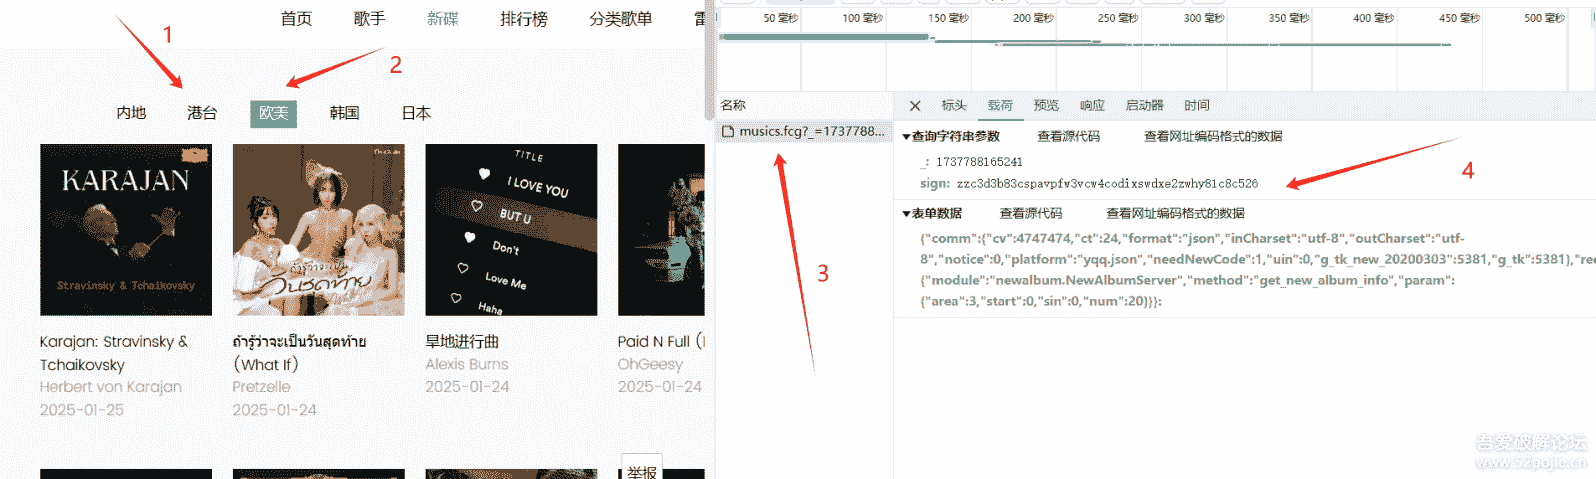 首页 歌手 新碟 排行榜 分类歌单
1
2
内地 港台 欧美 韩国 日本
KARAJAN
Stravinsky & Tchaikovsky
TITLE
I LOVE YOU
BUT U
Don't
Love Me
Haha
Karajan: Stravinsky &
Tchaikovsky
Herbert von Karajan
2025-01-25
ถ้ารู้ว่าจะเป็นวันสุดท้าย
(What If)
Pretzelle
2025-01-24
旱地进行曲
Alexis Burns
2025-01-24
Paid N Full (
OhGeesy
2025-01-24
举报
50 毫秒 100 毫秒 150 毫秒 200 毫秒 250 毫秒 300 毫秒 350 毫秒 400 毫秒 450 毫秒 500 毫秒
名称
musics.fcg?_=1737788...
3
标头 载荷 预览 响应 启动器 时间
查询字符串参数 查看源代码 查看网址编码格式的数据
_: 1737788165241
sign: zzc3d3b83cspavpfw3vcw4codixswdxe2zwhy81c8c526
4
表单数据 查看源代码 查看网址编码格式的数据
{"comm":{"cv":4747474,"ct":24,"format":"json","inCharset":"utf-8","outCharset":"utf-
8","notice":0,"platform":"yqq.json","needNewCode":1,"uin":0,"g_tk_new_20200303":5381,"g_tk":5381},"re
{"module":"newalbum.NewAlbumServer","method":"get_new_album_info","param":
{"area":3,"start":0,"sin":0,"num":20}}}:
吾爱破解论坛
www.52pojie.cn